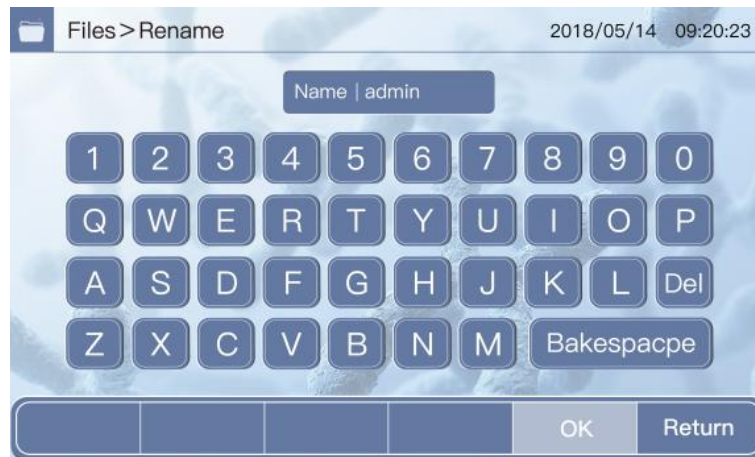 Files>Rename 2018/05/14 09:20:23
Name | admin
1 2 3 4 5 6 7 8 9 0
Q W E R T Y U I O P
A S D F G H J K L Del
Z X C V B N M Bakespacpe
OK Return